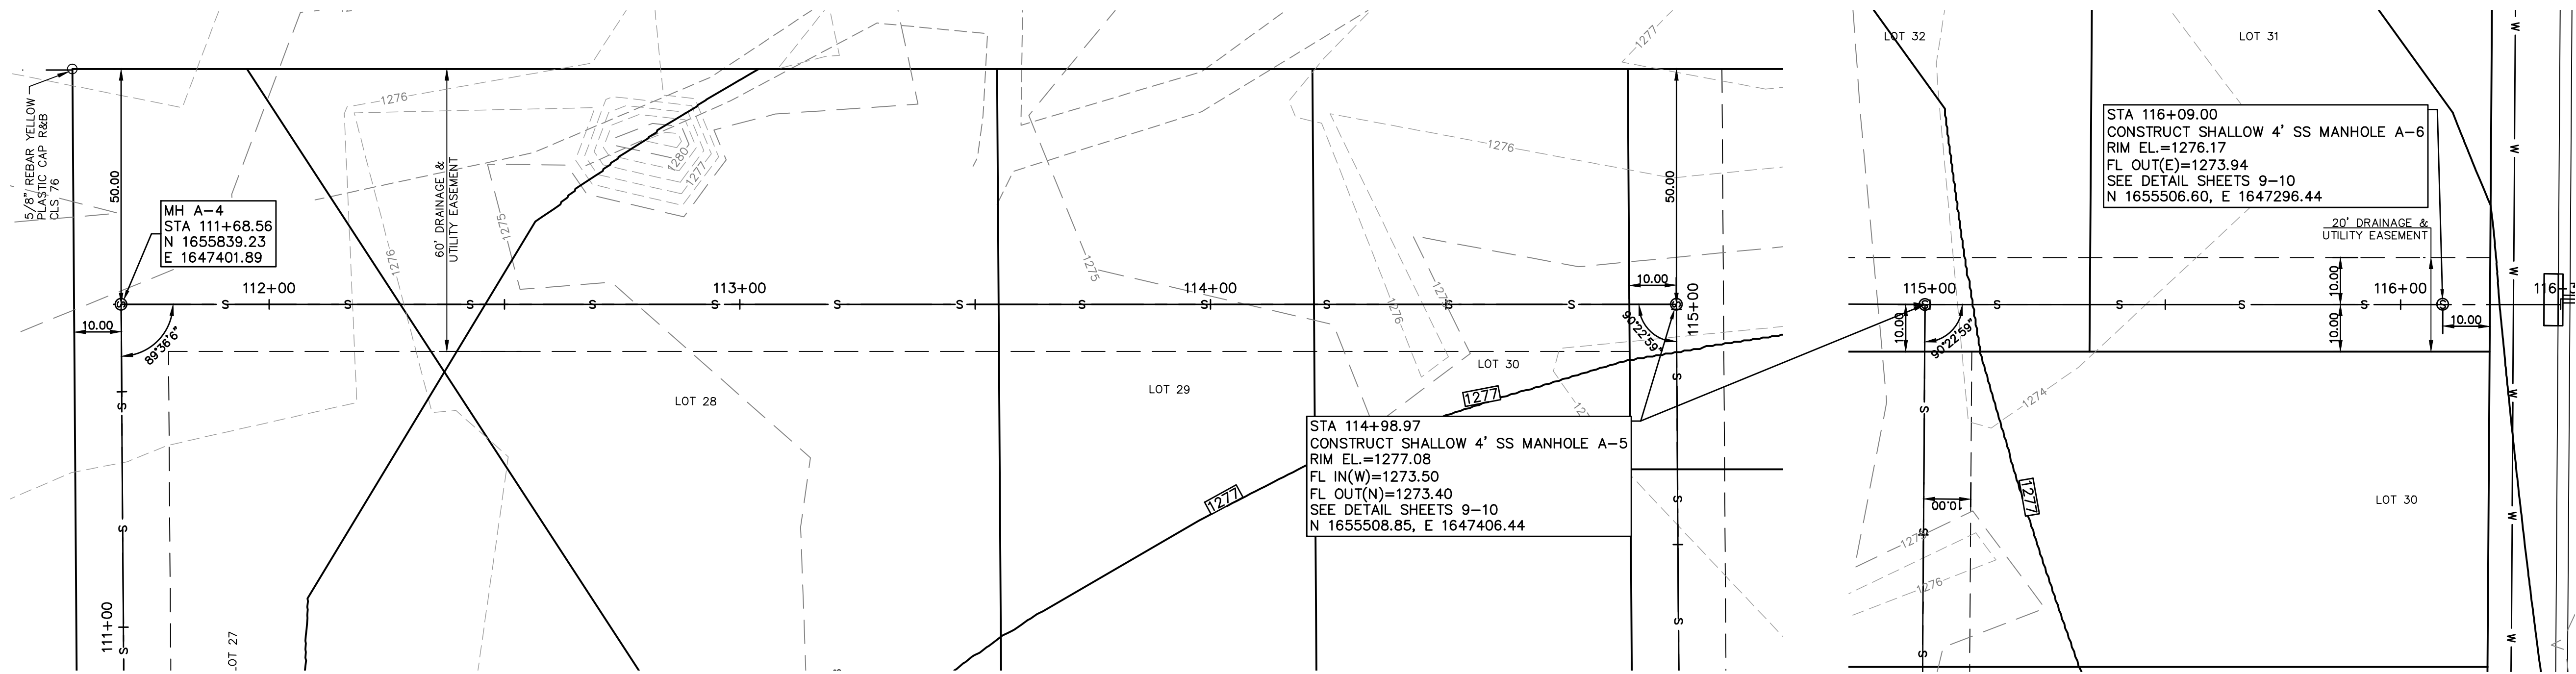 5/8" REBAR YELLOW
PLASTIC CAP R&B
CLS 76
50.00
MH A-4
STA 111+68.56
N 1655839.23
E 1647401.89
10.00
89°36'6"
111+00
112+00
113+00
114+00
115+00
60' DRAINAGE &
UTILITY EASEMENT
1276
1276
1280
1277
1275
1275
1276
1276
1277
LOT 28
LOT 29
LOT 30
1277
1277
50.00
10.00
90°22'59"
STA 114+98.97
CONSTRUCT SHALLOW 4' SS MANHOLE A-5
RIM EL.=1277.08
FL IN(W)=1273.50
FL OUT(N)=1273.40
SEE DETAIL SHEETS 9-10
N 1655508.85, E 1647406.44
LOT 32
LOT 31
STA 116+09.00
CONSTRUCT SHALLOW 4' SS MANHOLE A-6
RIM EL.=1276.17
FL OUT(E)=1273.94
SEE DETAIL SHEETS 9-10
N 1655506.60, E 1647296.44
20' DRAINAGE &
UTILITY EASEMENT
115+00
116+00
10.00
10.00
10.00
10.00
90°22'59"
10.00
1274
1277
1276
LOT 30
S S S S S S S S S S S
S S S S
S S S
S S S
S S S
W W W W W W